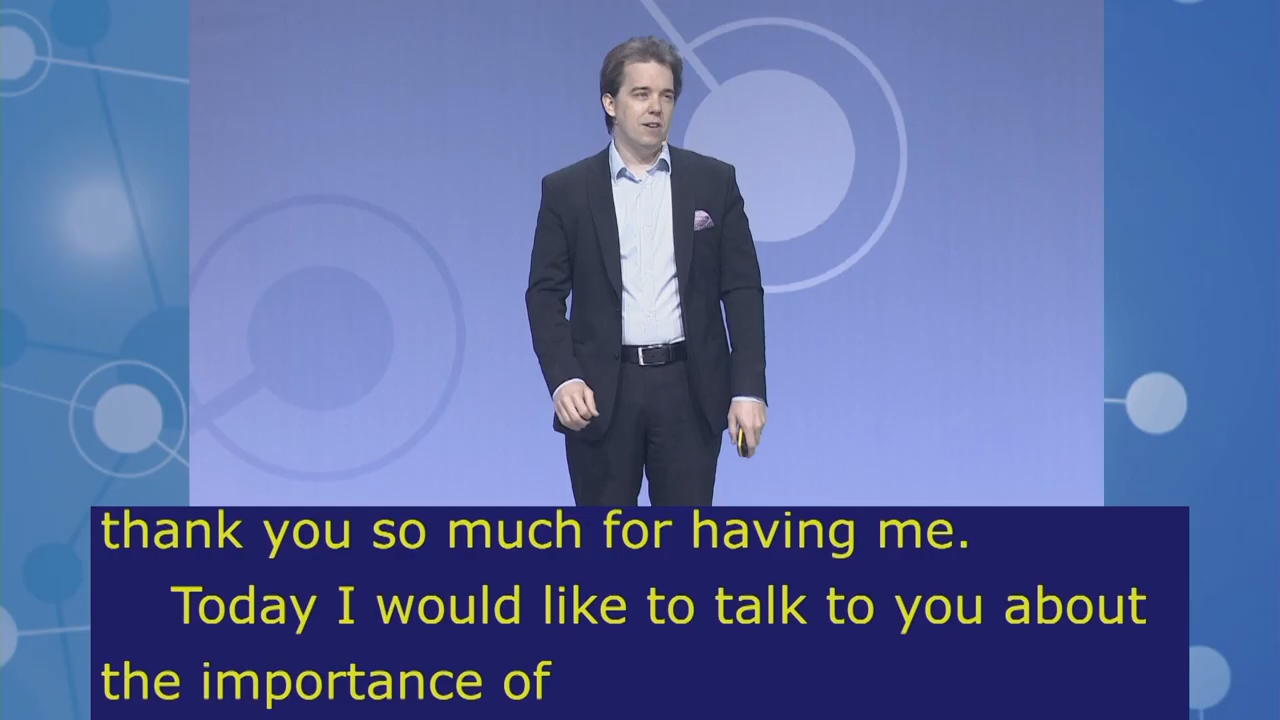 thank you so much for having me.
Today I would like to talk to you about
the importance of